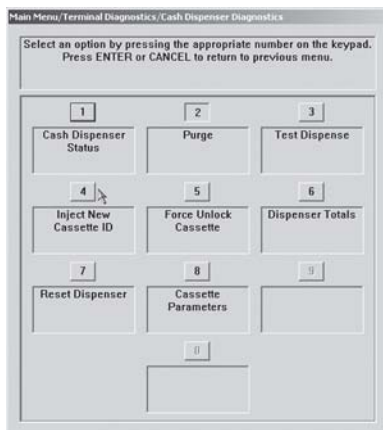 Main Menu/Terminal Diagnostics/Cash Dispenser Diagnostics
Select an option by pressing the appropriate number on the keypad.
Press ENTER or CANCEL to return to previous menu.
1
2
3
Cash Dispenser
Status
Purge
Test Dispense
4
5
6
Inject New
Cassette ID
Force Unlock
Cassette
Dispenser Totals
7
8
9
Reset Dispenser
Cassette
Parameters
0